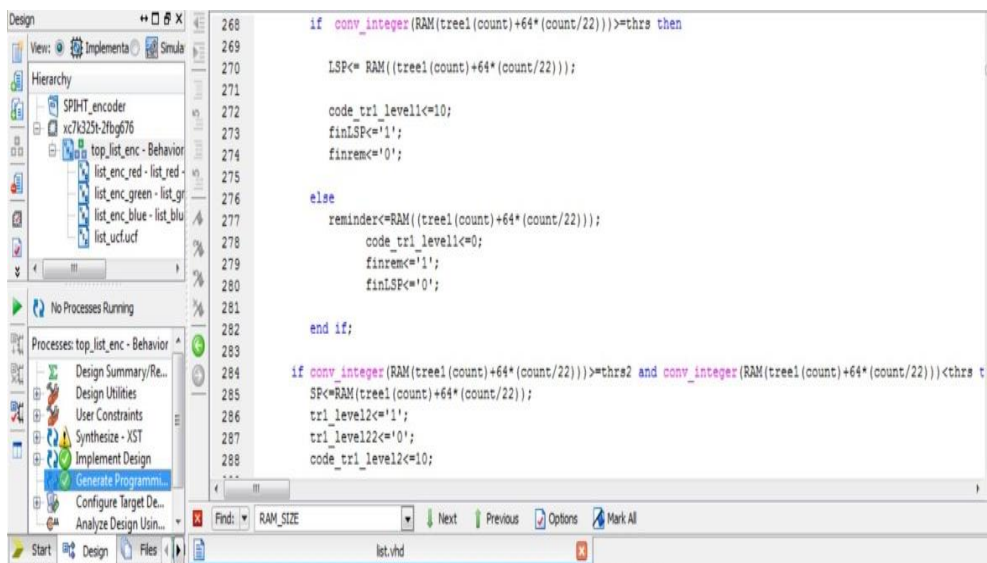 Design
View: Implementa Simula
Hierarchy
SPIHT_encoder
xc7k325t-2fbg676
top_list_enc - Behavior
list_enc_red - list_red -
list_enc_green - list_gr
list_enc_blue - list_blu
list_ucf.ucf
No Processes Running
Processes: top_list_enc - Behavior
Design Summary/Re...
Design Utilities
User Constraints
Synthesize - XST
Implement Design
Generate Programmi...
Configure Target De...
Analyze Design Usin...
Start Design Files
268 if conv_integer(RAM(tree1(count)+64*(count/22)))>=thrs then
269
270 LSP<= RAM((tree1(count)+64*(count/22)));
271
272 code_tr1_level1<=10;
273 finLSP<='1';
274 finrem<='0';
275
276 else
277 reminder<=RAM((tree1(count)+64*(count/22)));
278 code_tr1_level1<=0;
279 finrem<='1';
280 finLSP<='0';
281
282 end if;
283
284 if conv_integer(RAM(tree1(count)+64*(count/22)))>=thrs2 and conv_integer(RAM(tree1(count)+64*(count/22)))<thrs t
285 SP<=RAM(tree1(count)+64*(count/22));
286 tr1_level2<='1';
287 tr1_level22<='0';
288 code_tr1_level2<=10;
Find: RAM_SIZE Next Previous Options Mark All
list.vhd